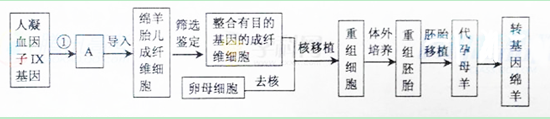 人凝
血因
子IX
基因
①
A
导入
绵羊
胎儿
成纤
维细
胞
筛选
鉴定
整合有目的
基因的成纤
维细胞
卵母细胞
去核
核移植
重组细胞
体外
培养
重组胚胎
胚胎
移植
代孕母羊
转基因绵羊